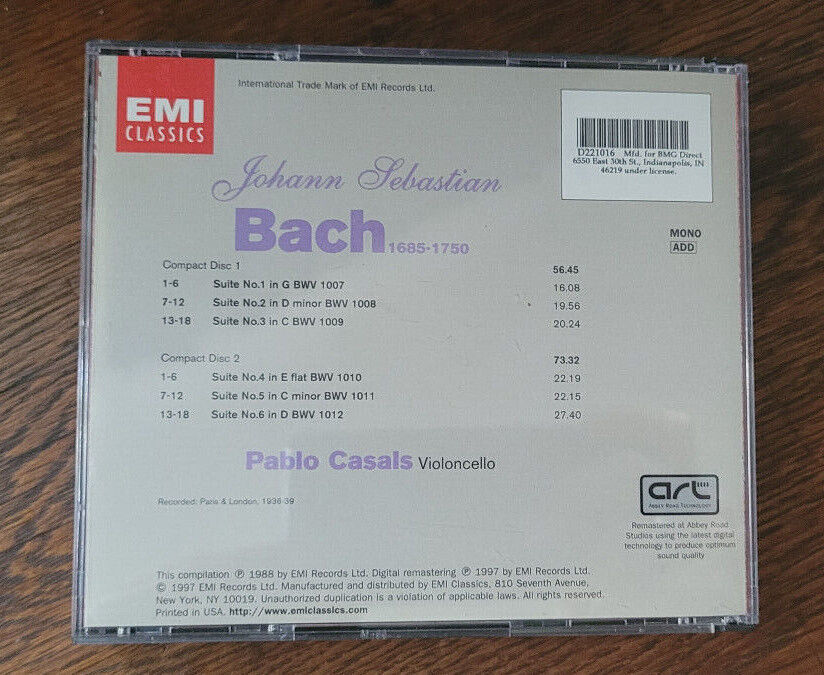 EMI
CLASSICS
International Trade Mark of EMI Records Ltd.
D221016 Mfd. for BMG Direct
6550 East 30th St., Indianapolis, IN
46219 under license.
Johann Sebastian
Bach 1685-1750
MONO
ADD
Compact Disc 1 56.45
1-6 Suite No.1 in G BWV 1007 16.08
7-12 Suite No.2 in D minor BWV 1008 19.56
13-18 Suite No.3 in C BWV 1009 20.24
Compact Disc 2 73.32
1-6 Suite No.4 in E flat BWV 1010 22.19
7-12 Suite No.5 in C minor BWV 1011 22.15
13-18 Suite No.6 in D BWV 1012 27.40
Pablo Casals Violoncello
Recorded: Paris & London, 1936-39
art
ABBEY ROAD TECHNOLOGY
Remastered at Abbey Road
Studios using the latest digital
technology to produce optimum
sound quality
This compilation ℗ 1988 by EMI Records Ltd. Digital remastering ℗ 1997 by EMI Records Ltd.
© 1997 EMI Records Ltd. Manufactured and distributed by EMI Classics, 810 Seventh Avenue,
New York, NY 10019. Unauthorized duplication is a violation of applicable laws. All rights reserved.
Printed in USA. http://www.emiclassics.com